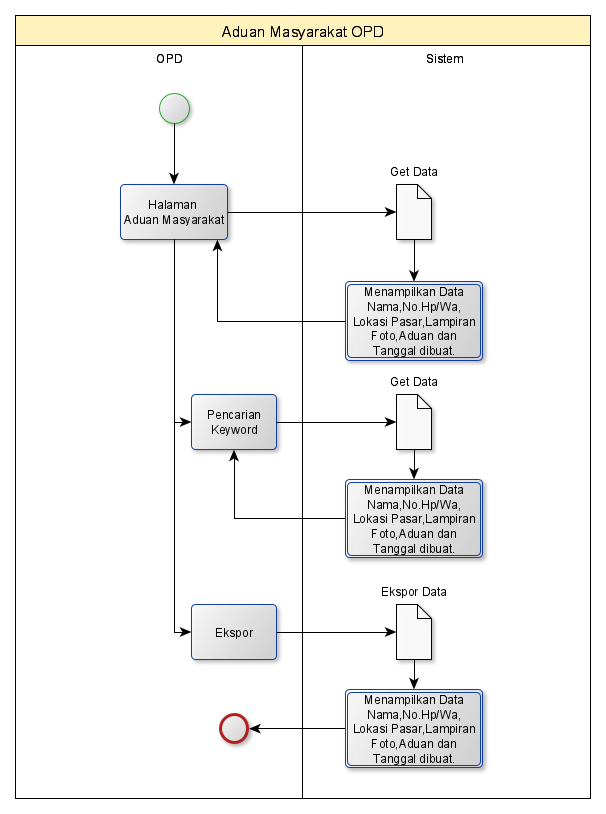 Aduan Masyarakat OPD
OPD
Sistem
Get Data
Halaman
Aduan Masyarakat
Menampilkan Data
Nama,No.Hp/Wa,
Lokasi Pasar,Lampiran
Foto,Aduan dan
Tanggal dibuat.
Get Data
Pencarian
Keyword
Menampilkan Data
Nama,No.Hp/Wa,
Lokasi Pasar,Lampiran
Foto,Aduan dan
Tanggal dibuat.
Ekspor Data
Ekspor
Menampilkan Data
Nama,No.Hp/Wa,
Lokasi Pasar,Lampiran
Foto,Aduan dan
Tanggal dibuat.